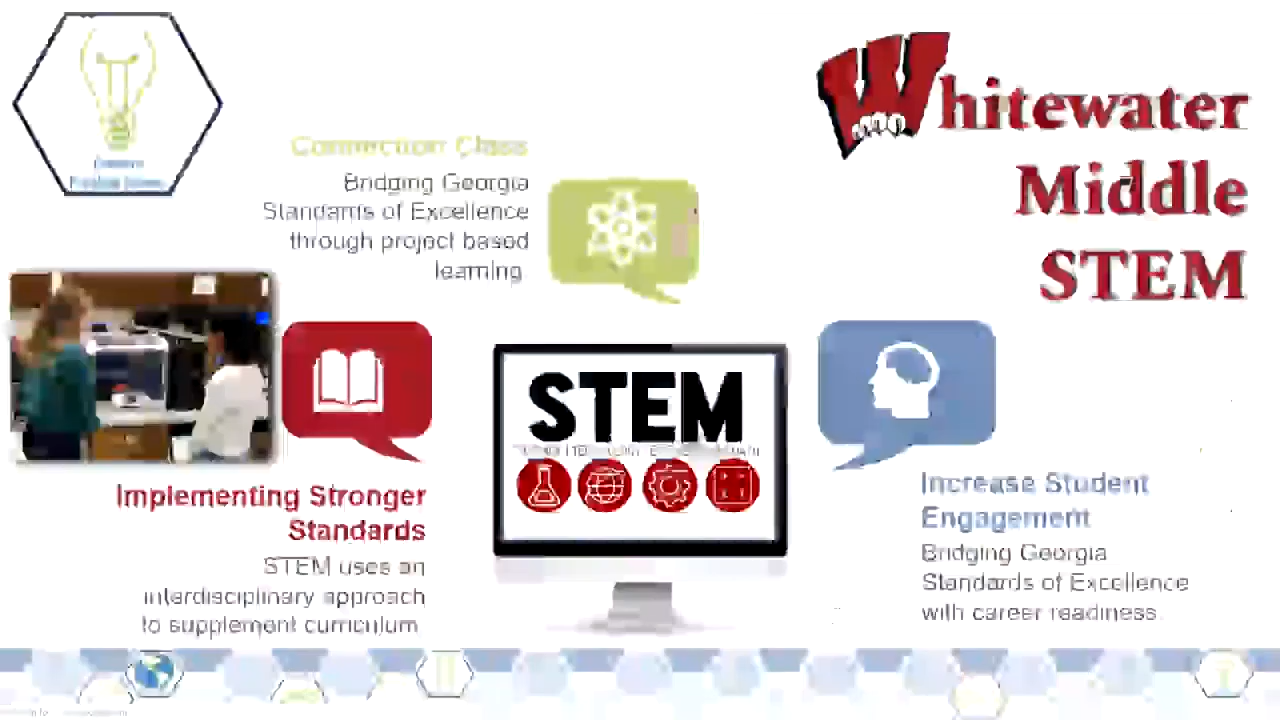 Whitewater
Middle
STEM
Connection Class
Bridging Georgia
Standards of Excellence
through project based
learning.
STEM
Implementing Stronger
Standards
STEM uses an
interdisciplinary approach
to supplement curriculum
Increase Student
Engagement
Bridging Georgia
Standards of Excellence
with career readiness.